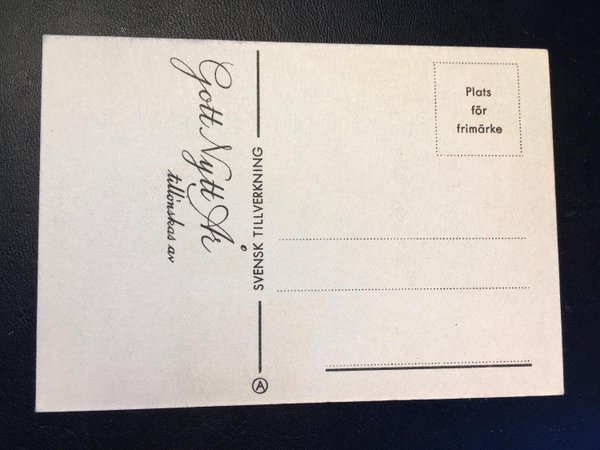 Gott Nytt År
tillönskas av
SVENSK TILLVERKNING
A
Plats
för
frimärke